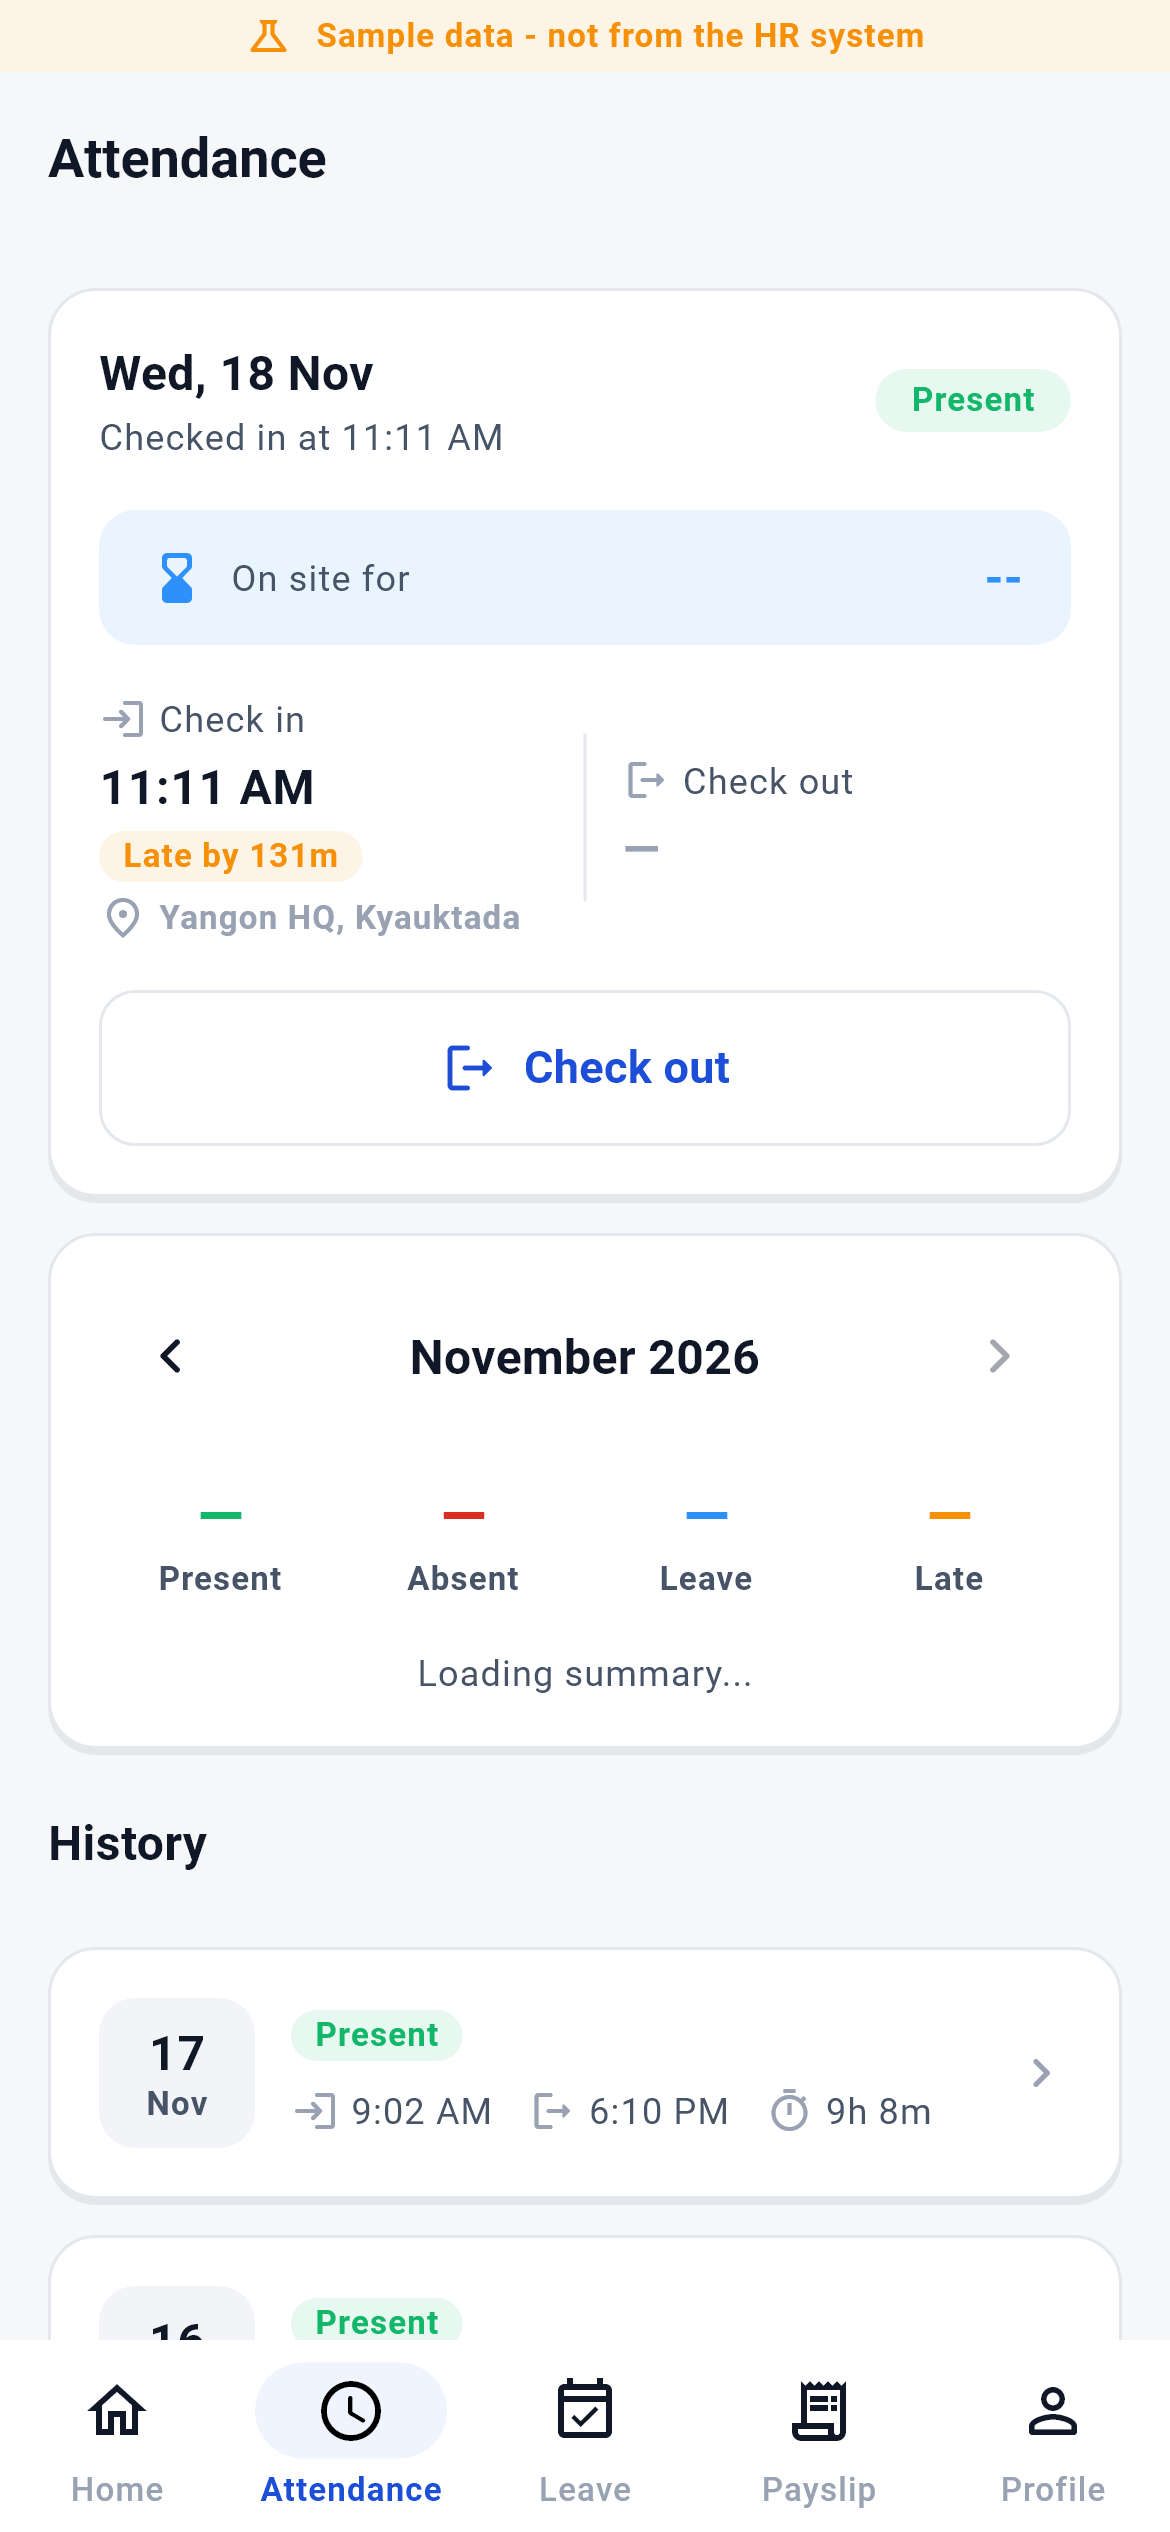 Sample data - not from the HR system
Attendance
Wed, 18 Nov
Present
Checked in at 11:11 AM
On site for
--
Check in
11:11 AM
Late by 131m
Yangon HQ, Kyauktada
Check out
—
Check out
November 2026
— — — —
Present Absent Leave Late
Loading summary...
History
17
Nov
Present
9:02 AM 6:10 PM 9h 8m
16
Present
Home Attendance Leave Payslip Profile